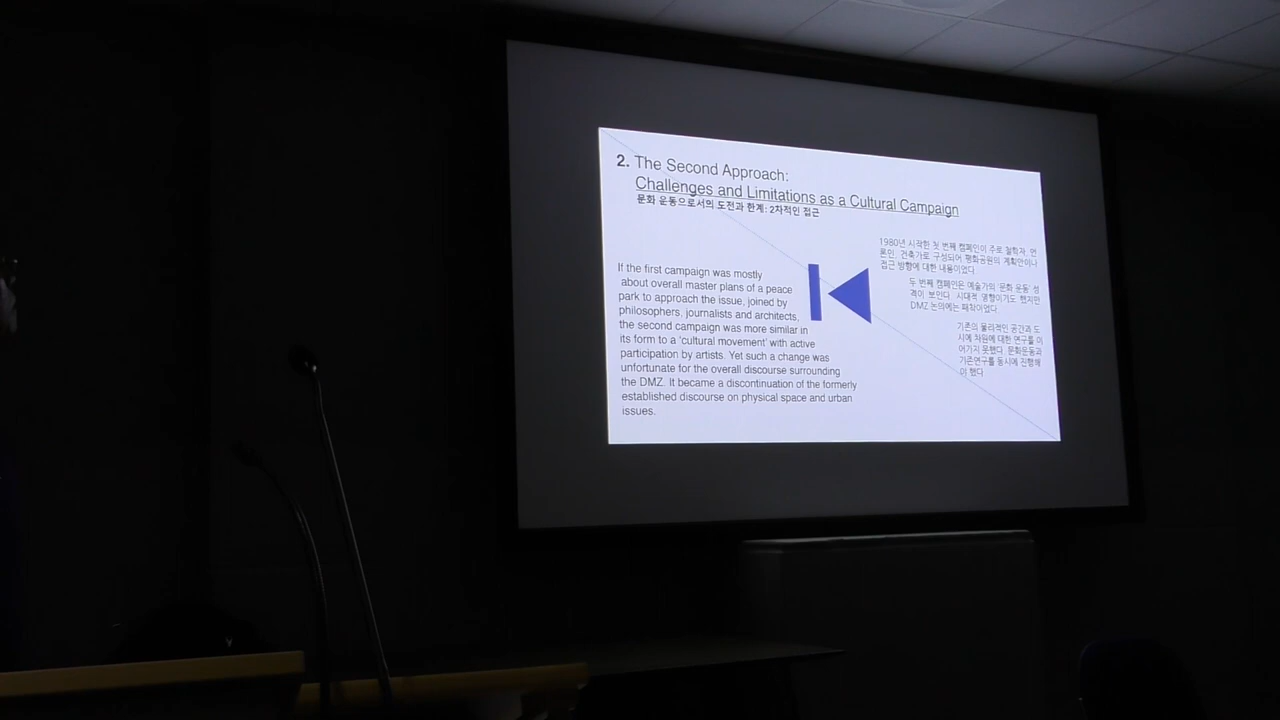 2. The Second Approach:
Challenges and Limitations as a Cultural Campaign
문화 운동으로서의 도전과 한계: 2차적인 접근
If the first campaign was mostly
about overall master plans of a peace
park to approach the issue, joined by
philosophers, journalists and architects,
the second campaign was more similar in
its form to a 'cultural movement' with active
participation by artists. Yet such a change was
unfortunate for the overall discourse surrounding
the DMZ. It became a discontinuation of the formerly
established discourse on physical space and urban
issues.
1980년 시작한 첫 번째 캠페인이 주로 철학자, 언
론인, 건축가로 구성되어 평화공원의 계획안이나
접근 방향에 대한 내용이었다.
두 번째 캠페인은 예술가의 '문화 운동' 성
격이 보인다. 시대적 영향이기도 했지만
DMZ 논의에는 패착이었다.
기존의 물리적인 공간과 도
시에 차원에 대한 연구를 이
어가지 못했다. 문화운동과
기존연구를 동시에 진행해
야 했다